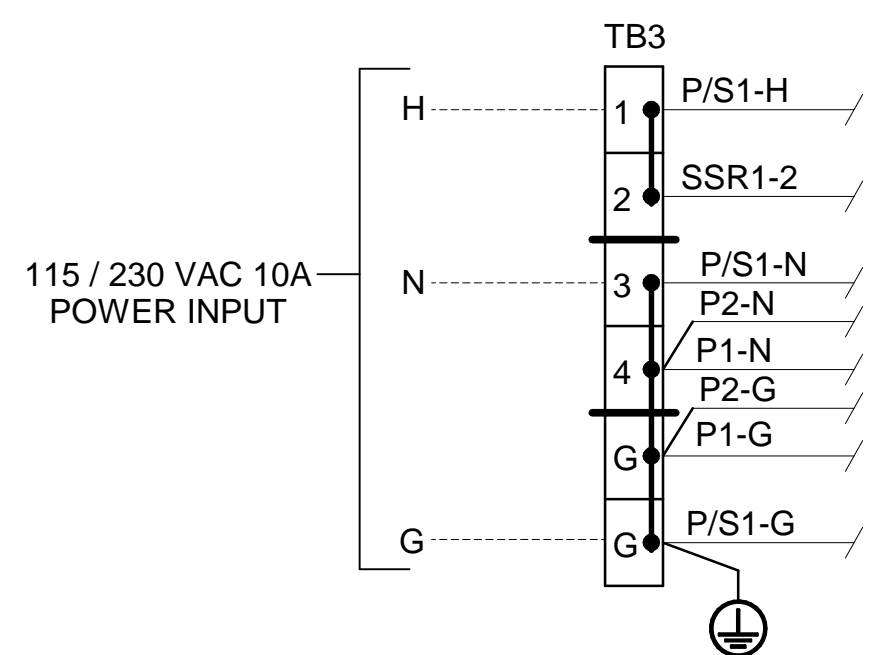 TB3
115 / 230 VAC 10A
POWER INPUT
H
N
G
1
2
3
4
G
G
P/S1-H
SSR1-2
P/S1-N
P2-N
P1-N
P2-G
P1-G
P/S1-G